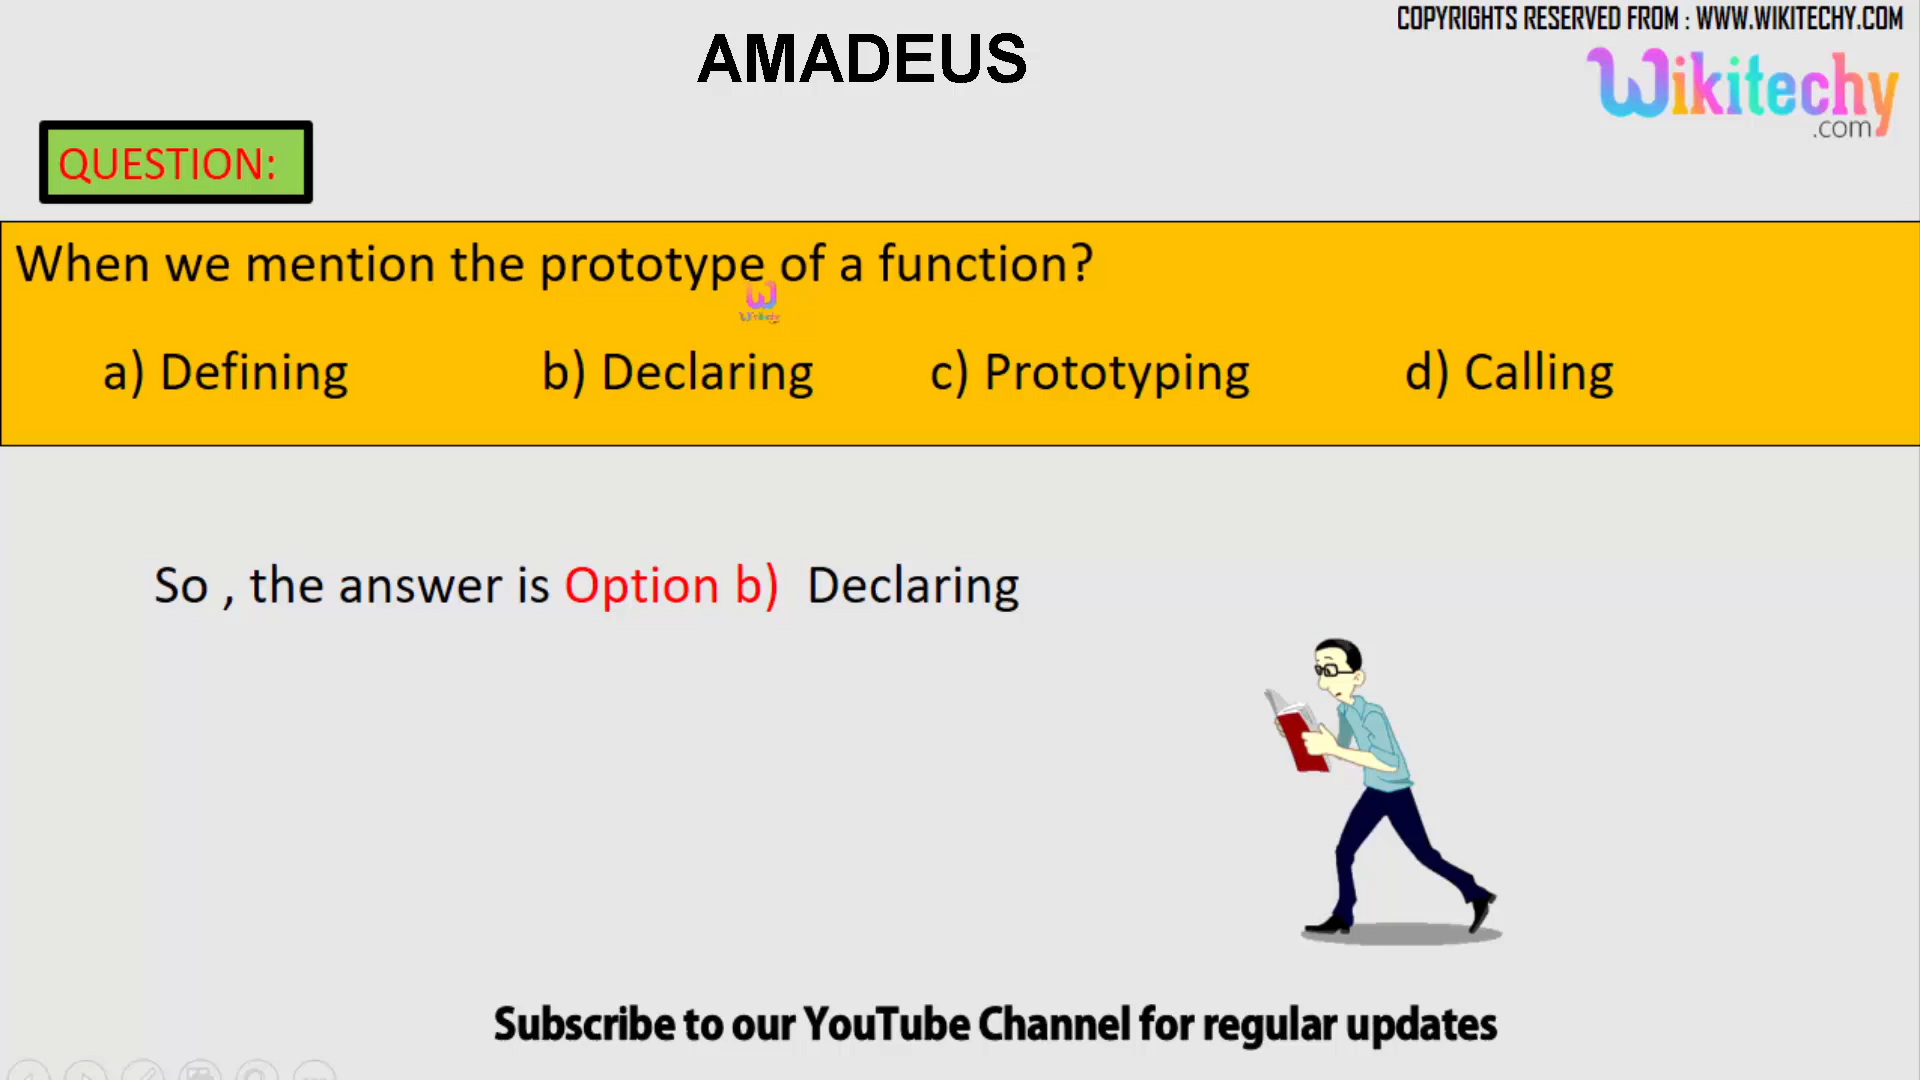 COPYRIGHTS RESERVED FROM : WWW.WIKITECHY.COM
AMADEUS
Wikitechy
.com
QUESTION:
When we mention the prototype of a function?
W
Wikitechy
a) Defining b) Declaring c) Prototyping d) Calling
So , the answer is Option b) Declaring
Subscribe to our YouTube Channel for regular updates